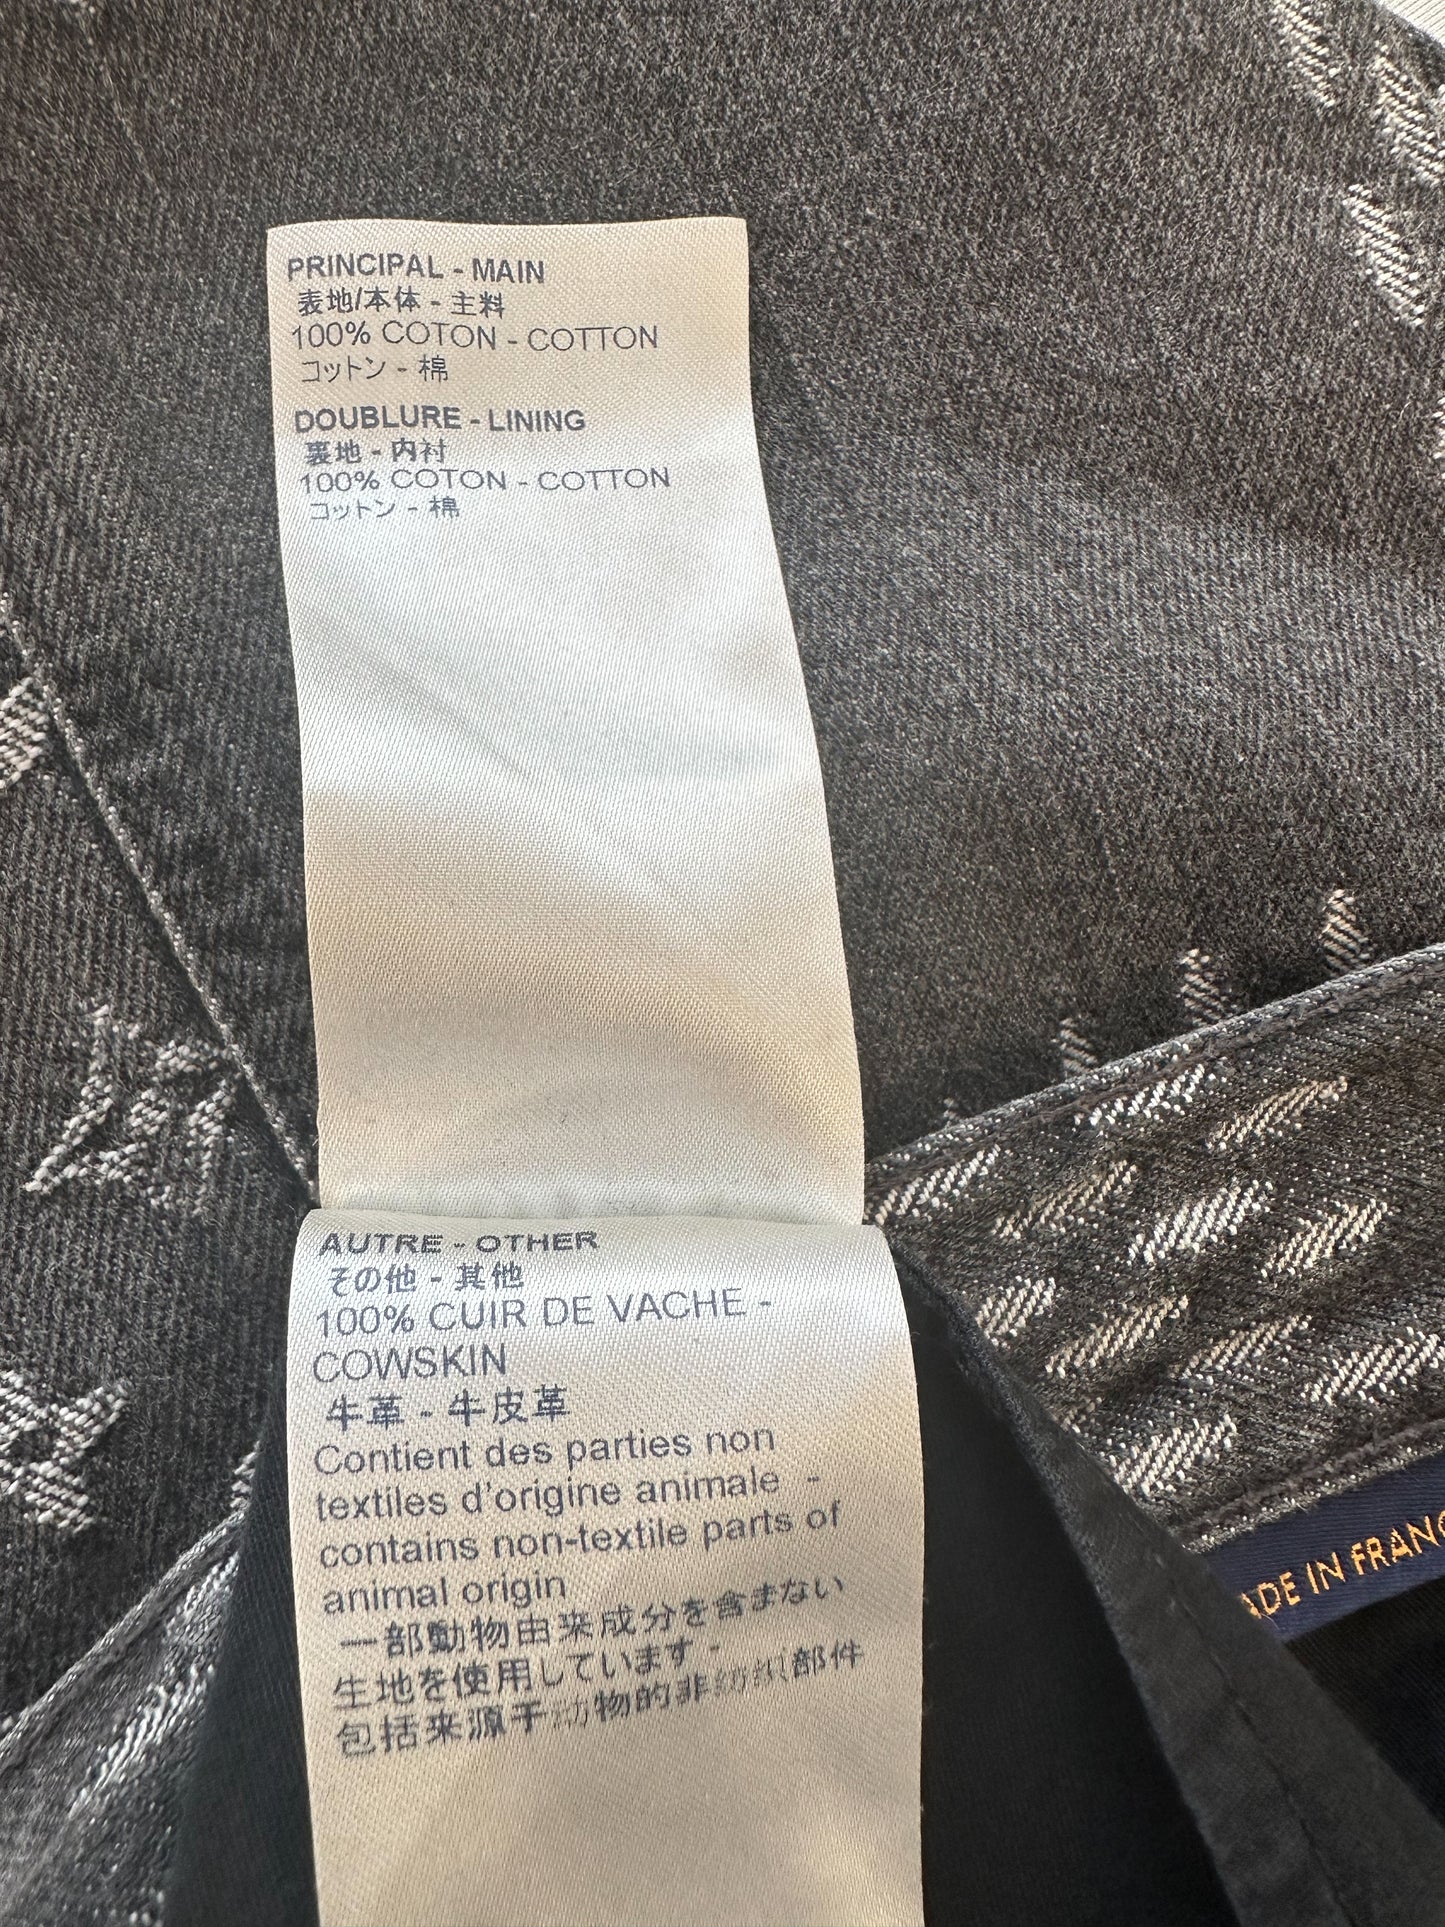 PRINCIPAL - MAIN
表地/本体 - 主料
100% COTON - COTTON
コットン - 棉
DOUBLURE - LINING
裏地 - 内衬
100% COTON - COTTON
コットン - 棉
AUTRE - OTHER
その他 - 其他
100% CUIR DE VACHE -
COWSKIN
牛革 - 牛皮革
Contient des parties non
textiles d'origine animale -
contains non-textile parts of
animal origin
一部動物由来成分を含まない
生地を使用しています -
包括来源于动物的非纺织部件
ADE IN FRANC